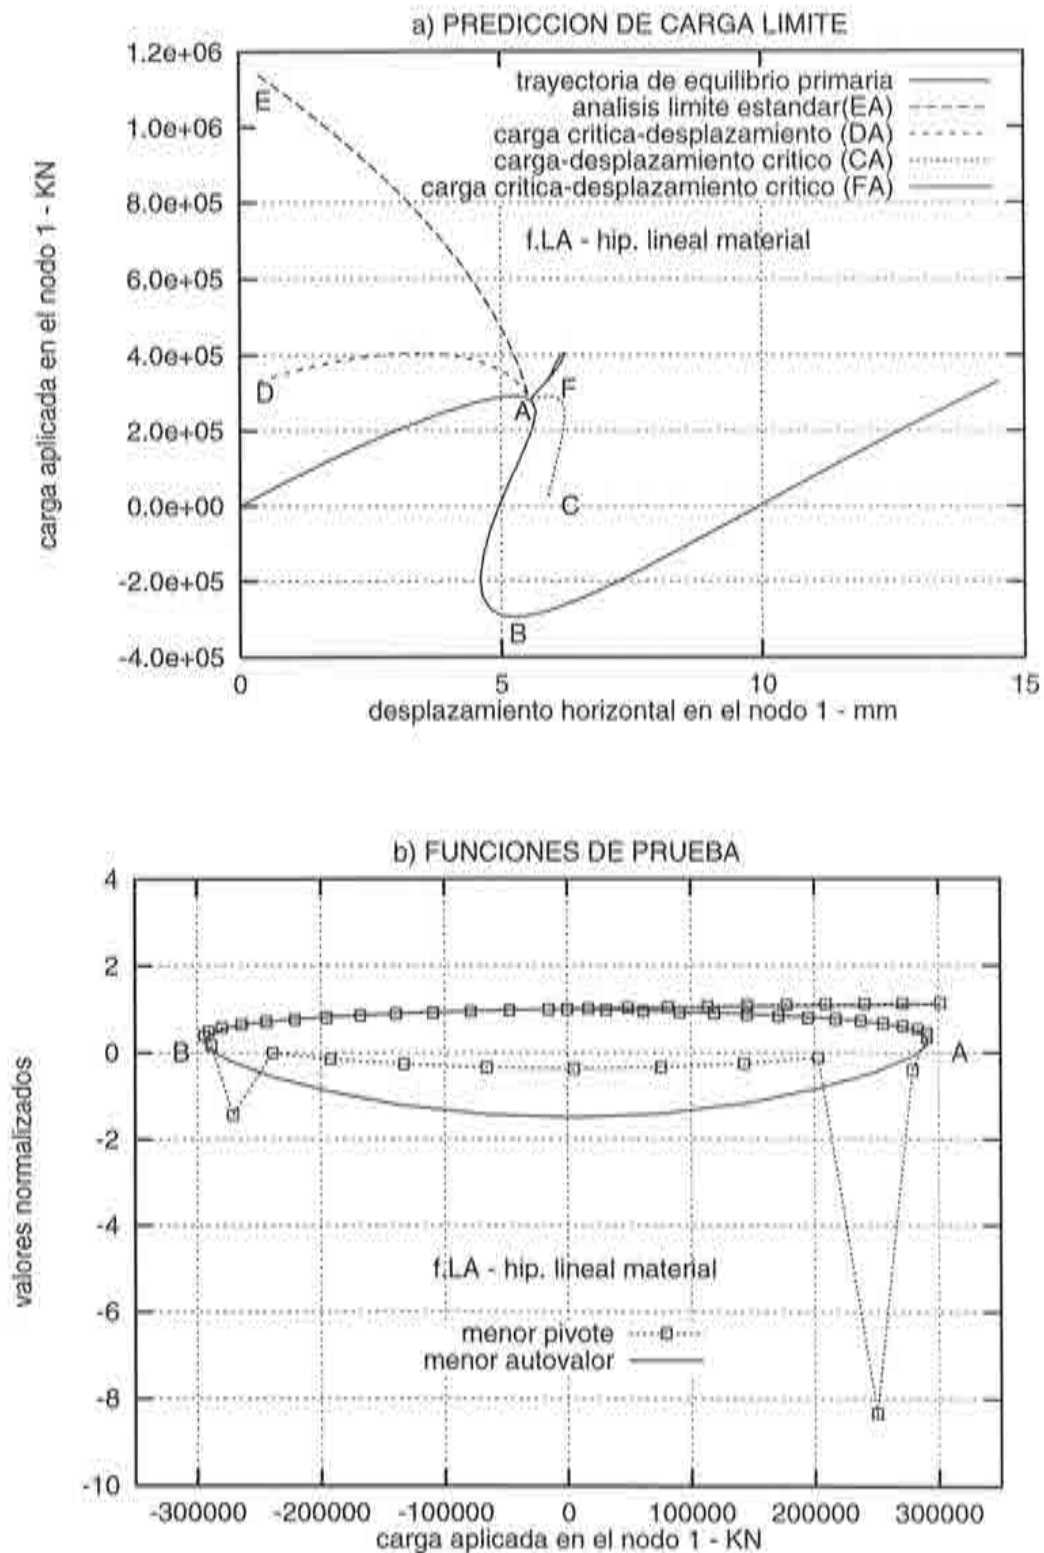 a) PREDICCION DE CARGA LIMITE
1.2e+06
1.0e+06
8.0e+05
6.0e+05
4.0e+05
2.0e+05
0.0e+00
-2.0e+05
-4.0e+05
carga aplicada en el nodo 1 - KN
trayectoria de equilibrio primaria
analisis limite estandar(EA)
carga critica-desplazamiento (DA)
carga-desplazamiento critico (CA)
carga critica-desplazamiento critico (FA)
f.LA - hip. lineal material
E
D
A
F
C
B
0
5
10
15
desplazamiento horizontal en el nodo 1 - mm
b) FUNCIONES DE PRUEBA
4
2
0
-2
-4
-6
-8
-10
valores normalizados
B
A
f.LA - hip. lineal material
menor pivote
menor autovalor
-300000
-200000
-100000
0
100000
200000
300000
carga aplicada en el nodo 1 - KN